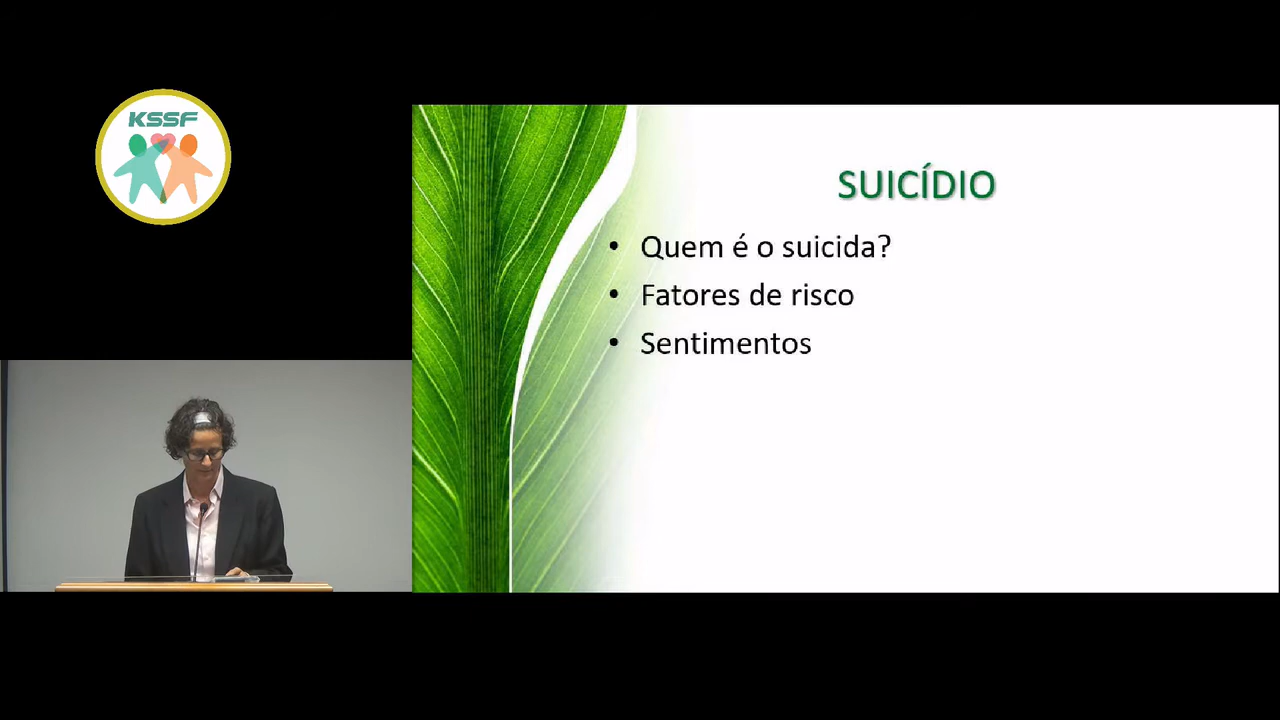 KSSF
SUICÍDIO
• Quem é o suicida?
• Fatores de risco
• Sentimentos